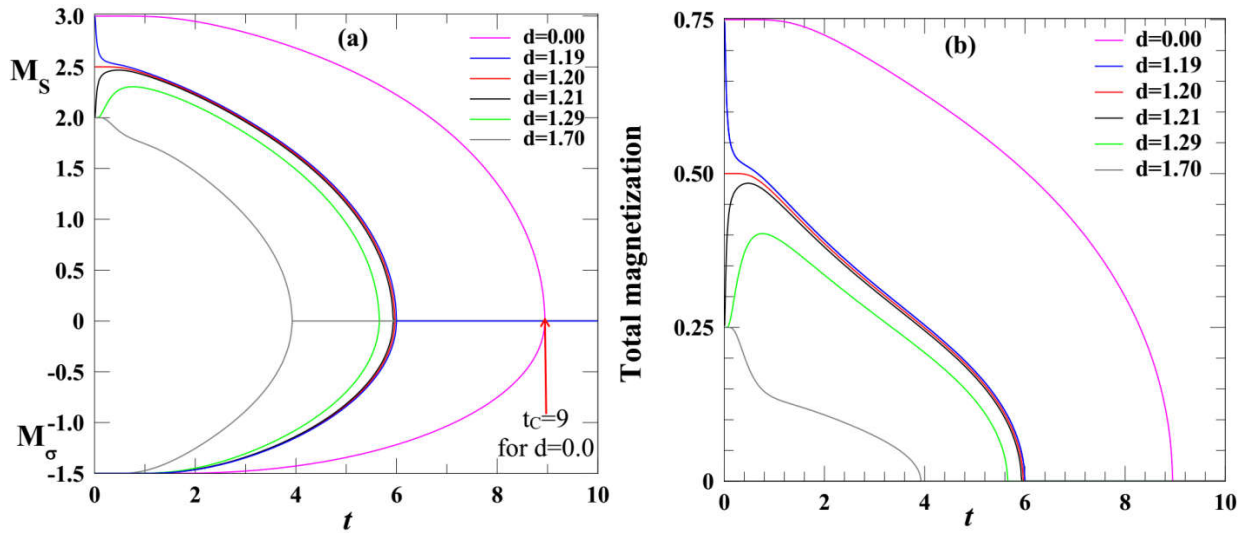 (a)
d=0.00
d=1.19
d=1.20
d=1.21
d=1.29
d=1.70
3.0
2.5
2.0
1.5
1.0
0.5
0
-0.5
-1.0
-1.5
M_S
M_σ
t_C=9
for d=0.0
0 2 4 6 8 10
t
(b)
d=0.00
d=1.19
d=1.20
d=1.21
d=1.29
d=1.70
0.75
0.50
0.25
0
Total magnetization
0 2 4 6 8 10
t